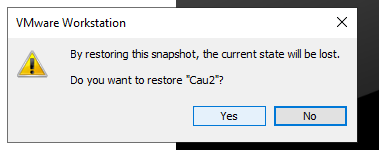 VMware Workstation
By restoring this snapshot, the current state will be lost.
Do you want to restore "Cau2"?
Yes
No